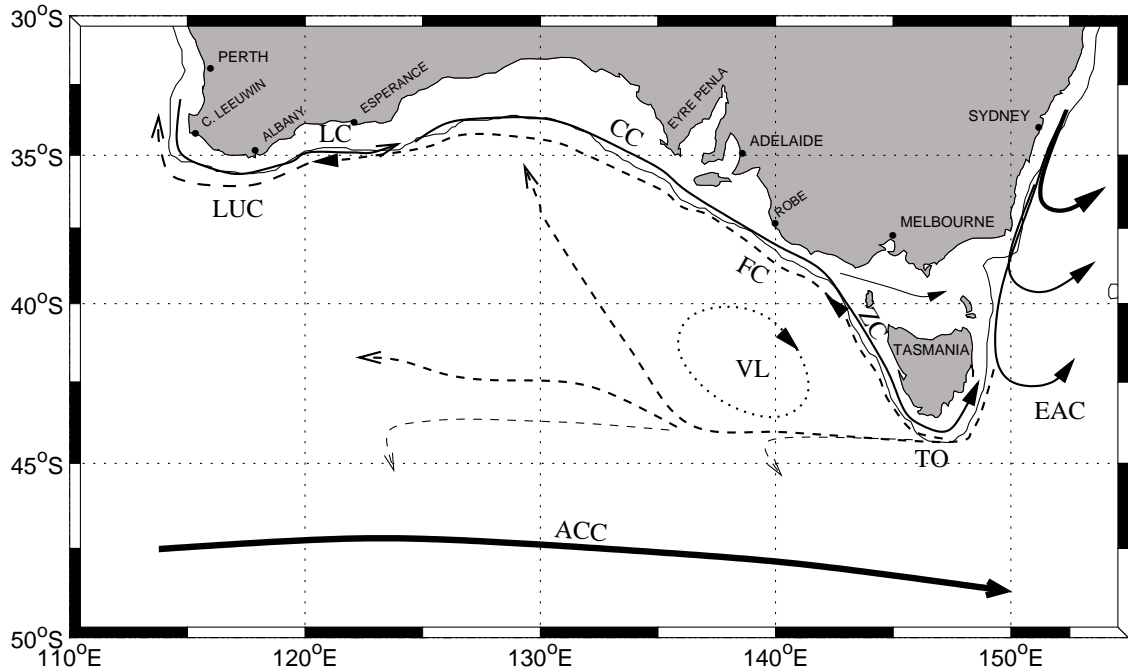 30°S
PERTH
C. LEEUWIN
ALBANY
ESPERANCE
LC
EYRE PENLA
CC
ADELAIDE
SYDNEY
35°S
LUC
ROBE
MELBOURNE
FC
40°S
ZC
TASMANIA
VL
EAC
TO
45°S
ACC
50°S
110°E
120°E
130°E
140°E
150°E